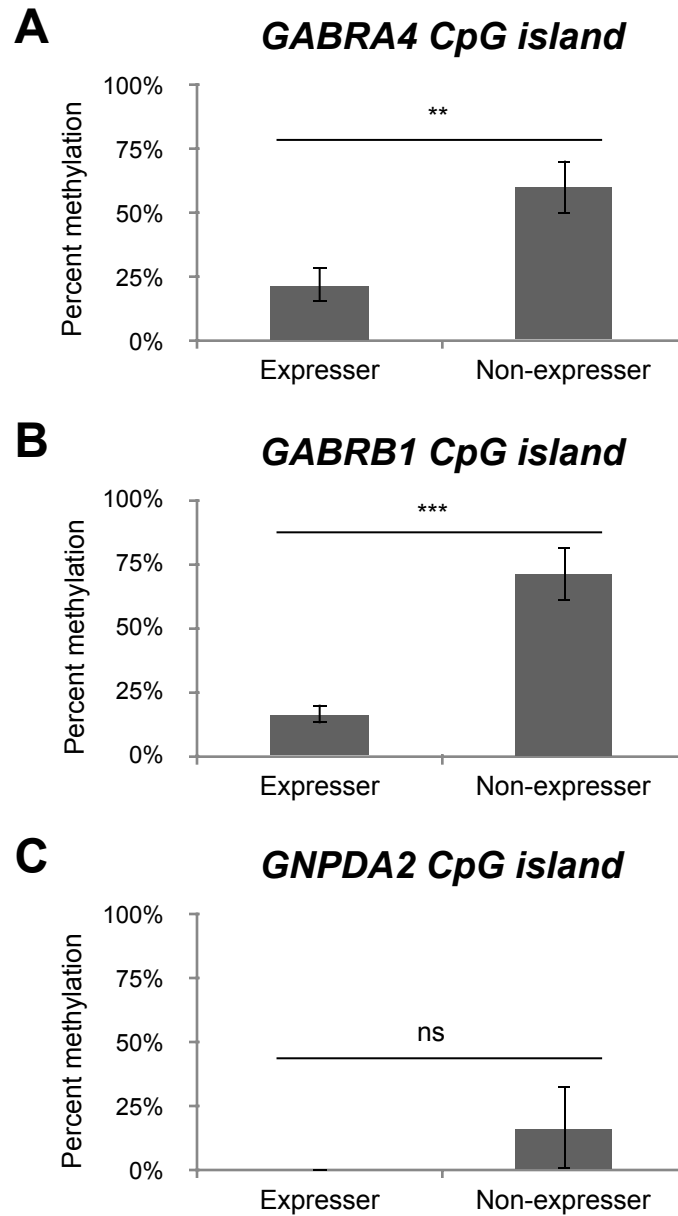 A
GABRA4 CpG island
Percent methylation
100%
75%
50%
25%
0%
**
Expresser
Non-expresser
B
GABRB1 CpG island
Percent methylation
100%
75%
50%
25%
0%
***
Expresser
Non-expresser
C
GNPDA2 CpG island
Percent methylation
100%
75%
50%
25%
0%
ns
Expresser
Non-expresser